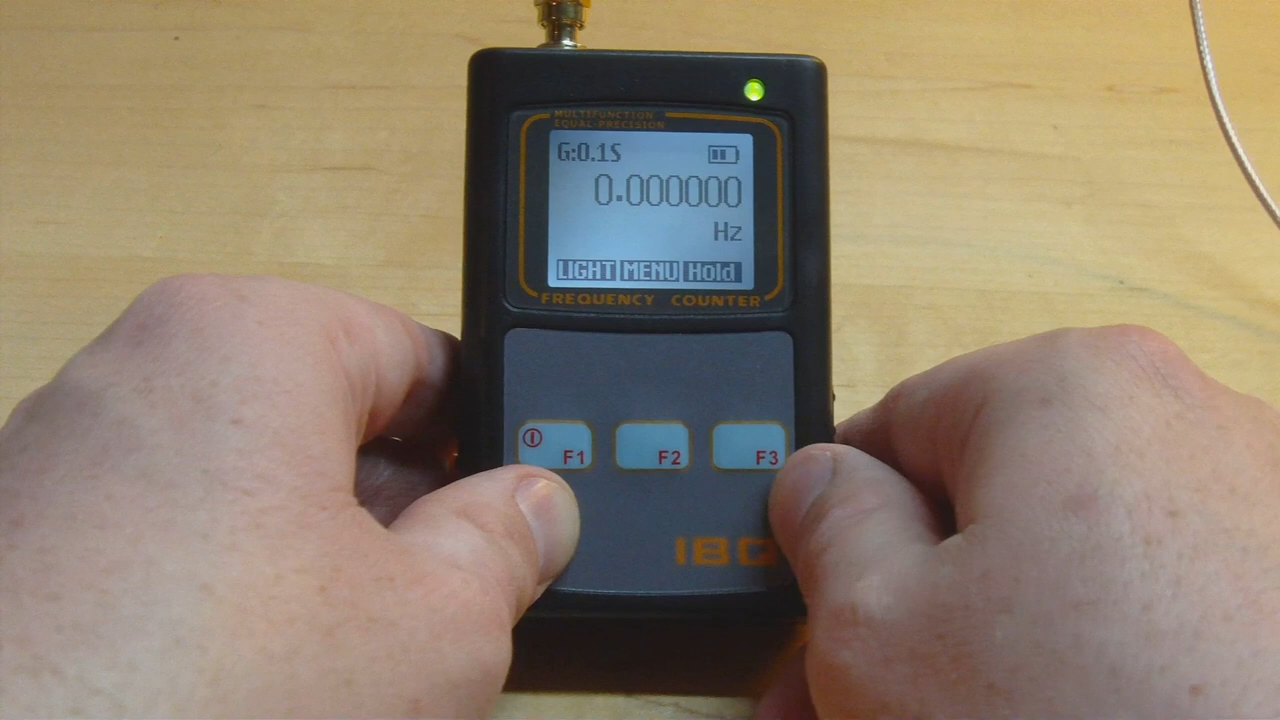 MULTIFUNCTION
EQUAL-PRECISION
G:0.1S
0.000000
Hz
LIGHT MENU Hold
FREQUENCY COUNTER
F1 F2 F3
IBQ